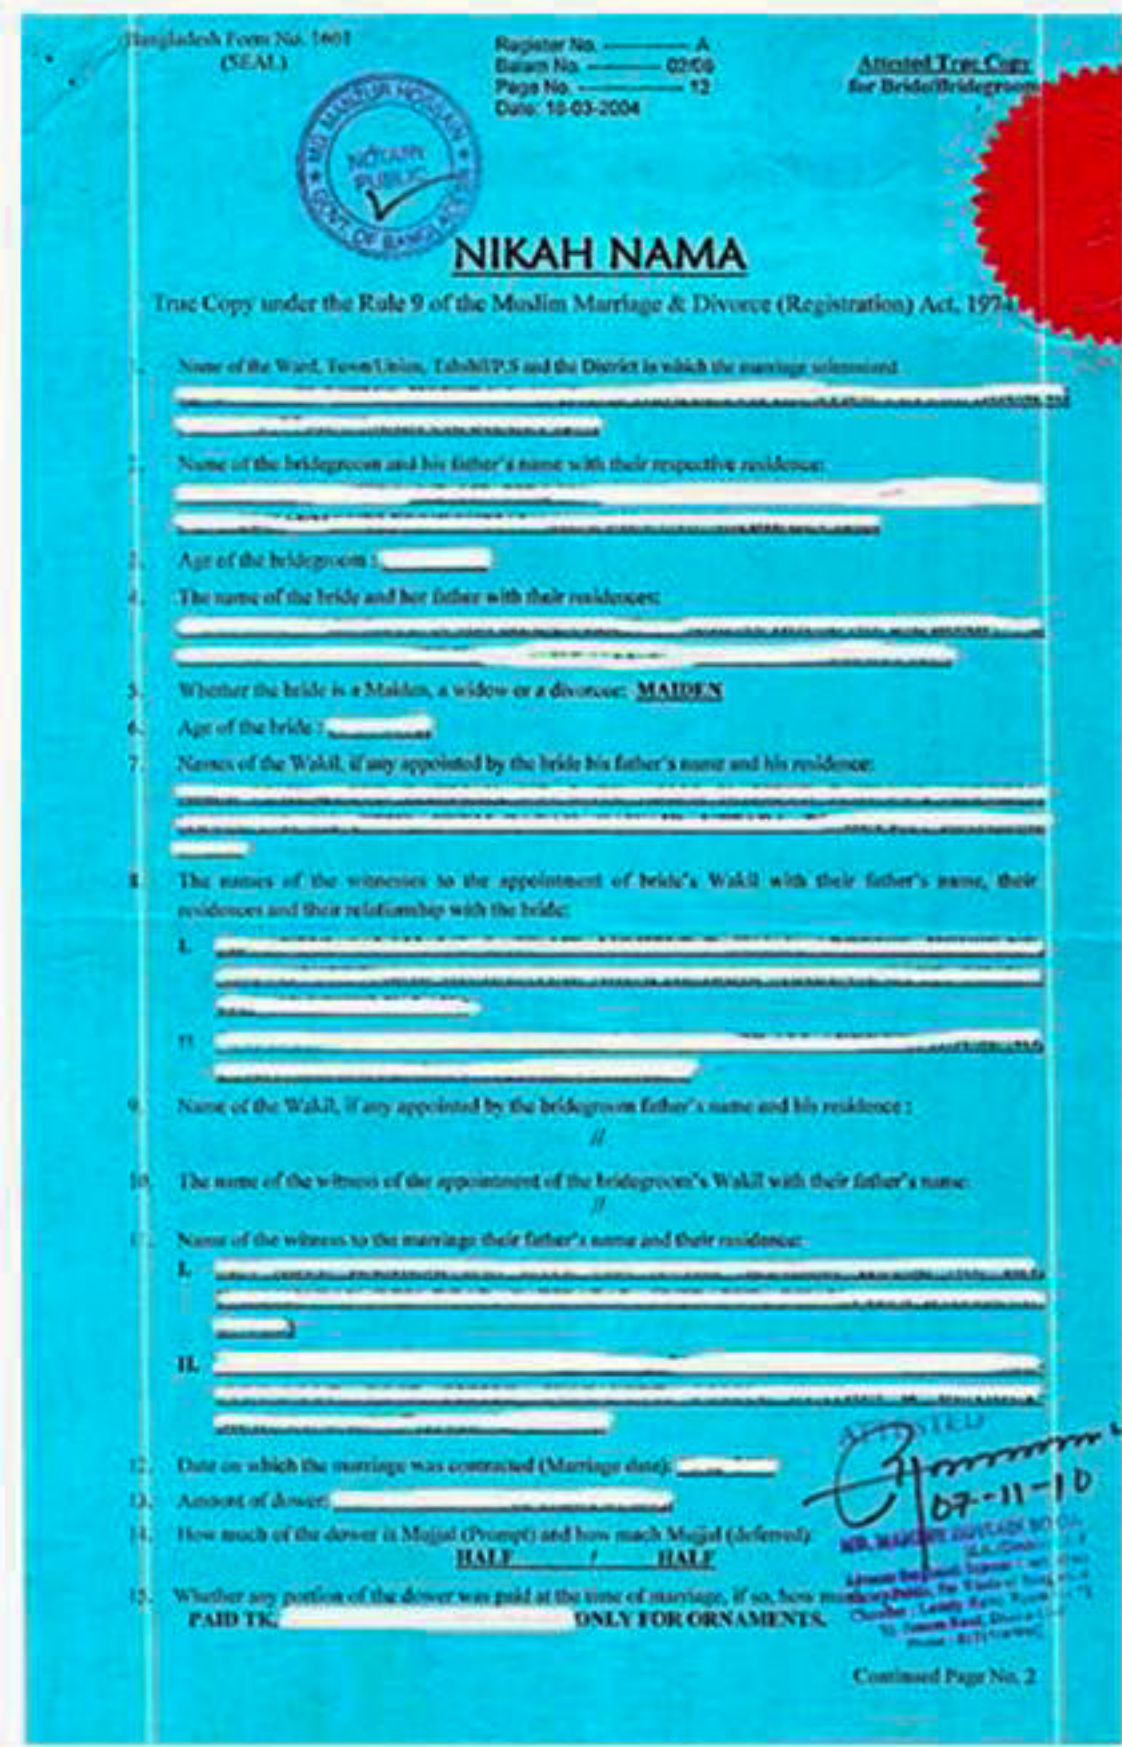 Bangladesh Form No. 1601
(SEAL)
Register No. A
Balam No. 02/06
Page No. 12
Date: 18-03-2004
Attested True Copy
for Bride/Bridegroom
MD. MANZUR HOSSAIN
NOTARY
PUBLIC
GOVT. OF BANGLADESH
NIKAH NAMA
True Copy under the Rule 9 of the Muslim Marriage & Divorce (Registration) Act, 1974
1. Name of the Ward, Town/Union, Tahshil/P.S and the District in which the marriage solemnized
2. Name of the bridegroom and his father's name with their respective residence:
3. Age of the bridegroom :
4. The name of the bride and her father with their residences:
5. Whether the bride is a Maiden, a widow or a divorcee: MAIDEN
6. Age of the bride :
7. Names of the Wakil, if any appointed by the bride his father's name and his residence:
8. The names of the witnesses to the appointment of bride's Wakil with their father's name, their
residences and their relationship with the bride:
I.
II
9. Name of the Wakil, if any appointed by the bridegroom father's name and his residence :
//
10. The name of the witness of the appointment of the bridegroom's Wakil with their father's name:
//
11. Name of the witness to the marriage their father's name and their residence:
I.
II.
12. Date on which the marriage was contracted (Marriage date):
13. Amount of dower:
14. How much of the dower is Mujjal (Prompt) and how much Mujjal (deferred)
HALF / HALF
15. Whether any portion of the dower was paid at the time of marriage, if so, how
PAID TK. ONLY FOR ORNAMENTS.
ATTESTED
07-11-10
Continued Page No. 2